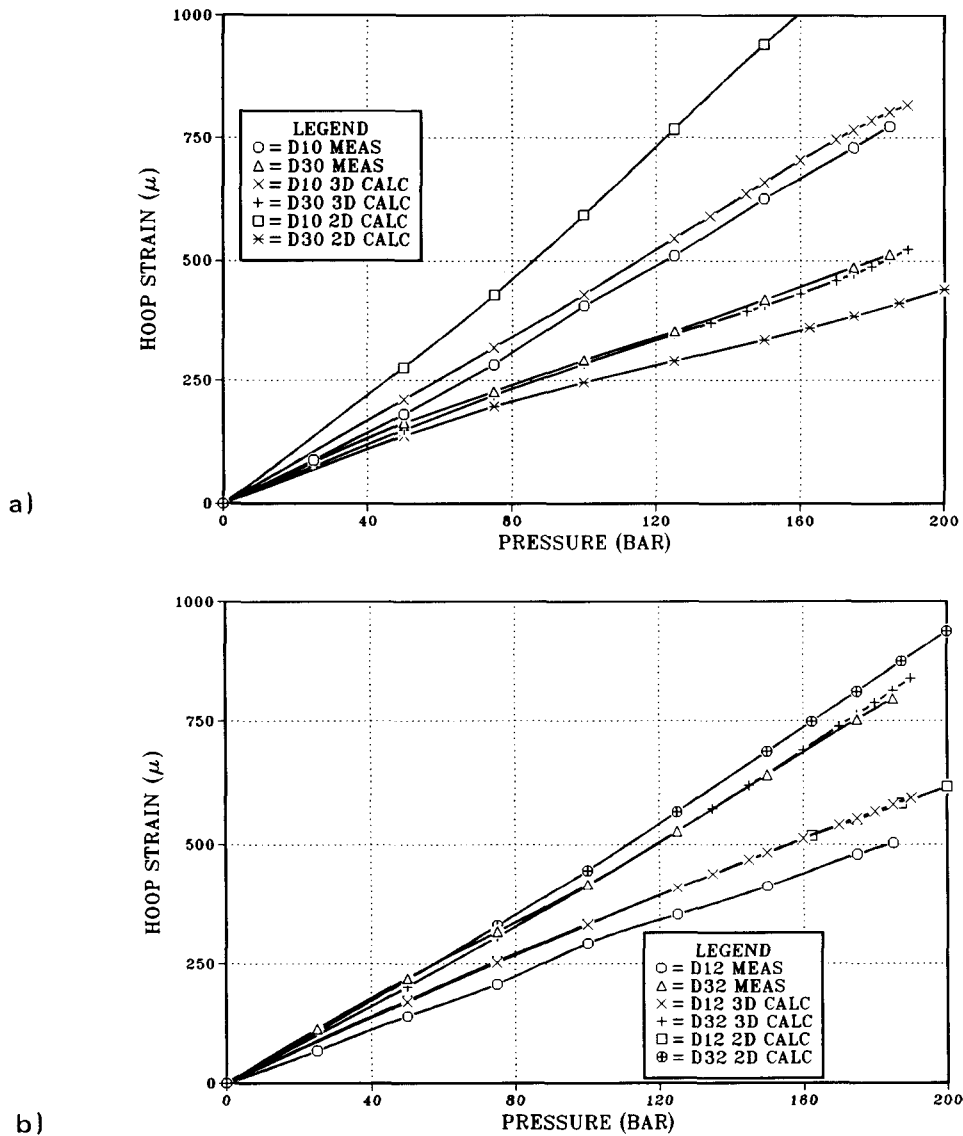 1000
750
500
250
0
HOOP STRAIN (μ)
LEGEND
= D10 MEAS
= D30 MEAS
= D10 3D CALC
= D30 3D CALC
= D10 2D CALC
= D30 2D CALC
0
40
80
120
160
200
PRESSURE (BAR)
a)
1000
750
500
250
0
HOOP STRAIN (μ)
LEGEND
= D12 MEAS
= D32 MEAS
= D12 3D CALC
= D32 3D CALC
= D12 2D CALC
= D32 2D CALC
0
40
80
120
160
200
PRESSURE (BAR)
b)